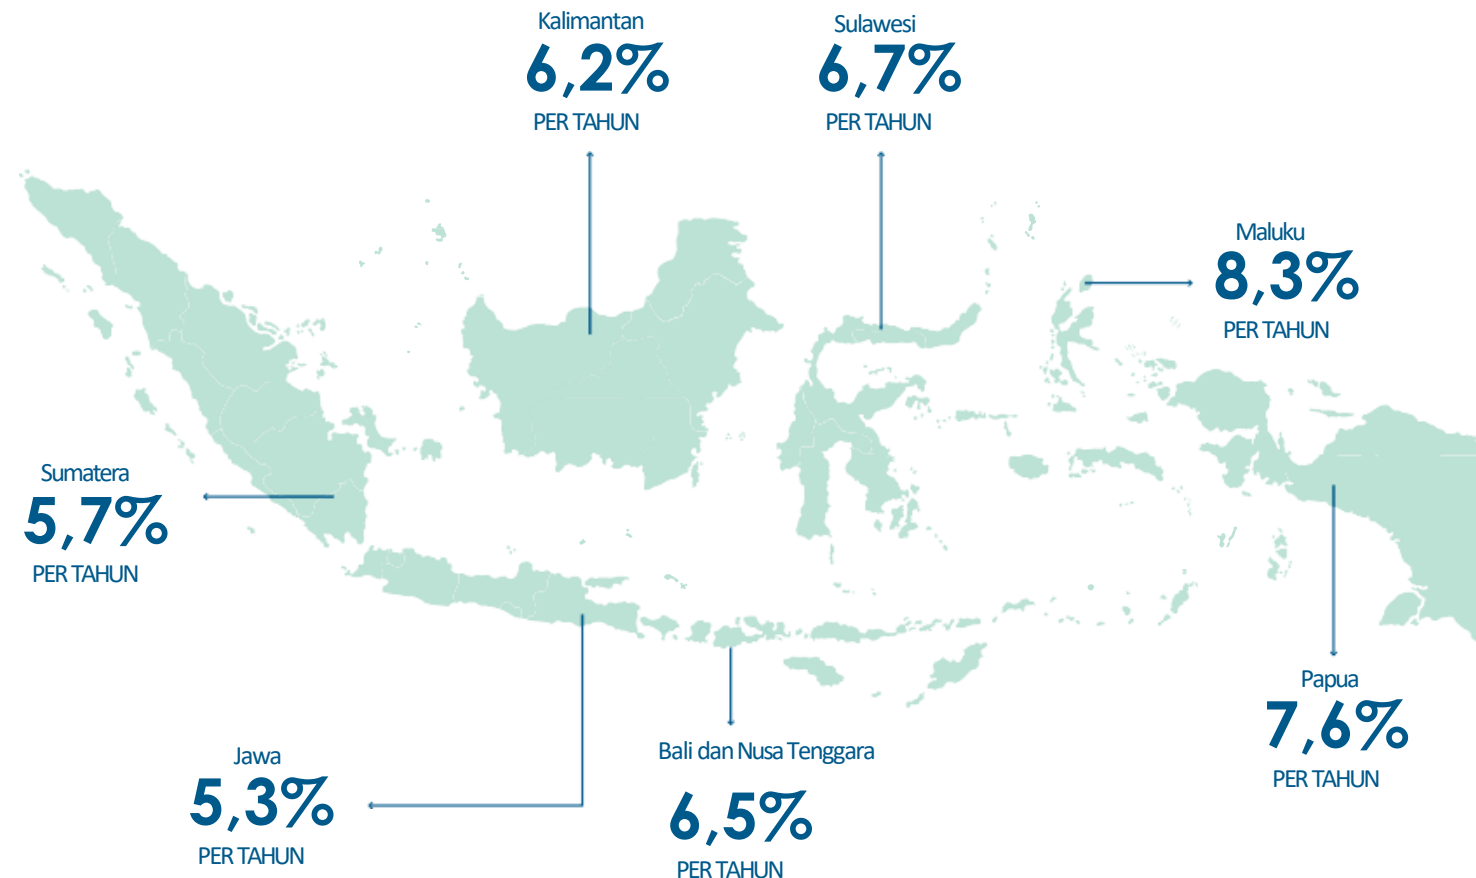 Kalimantan
6,2%
PER TAHUN
Sulawesi
6,7%
PER TAHUN
Maluku
8,3%
PER TAHUN
Sumatera
5,7%
PER TAHUN
Papua
7,6%
PER TAHUN
Jawa
5,3%
PER TAHUN
Bali dan Nusa Tenggara
6,5%
PER TAHUN